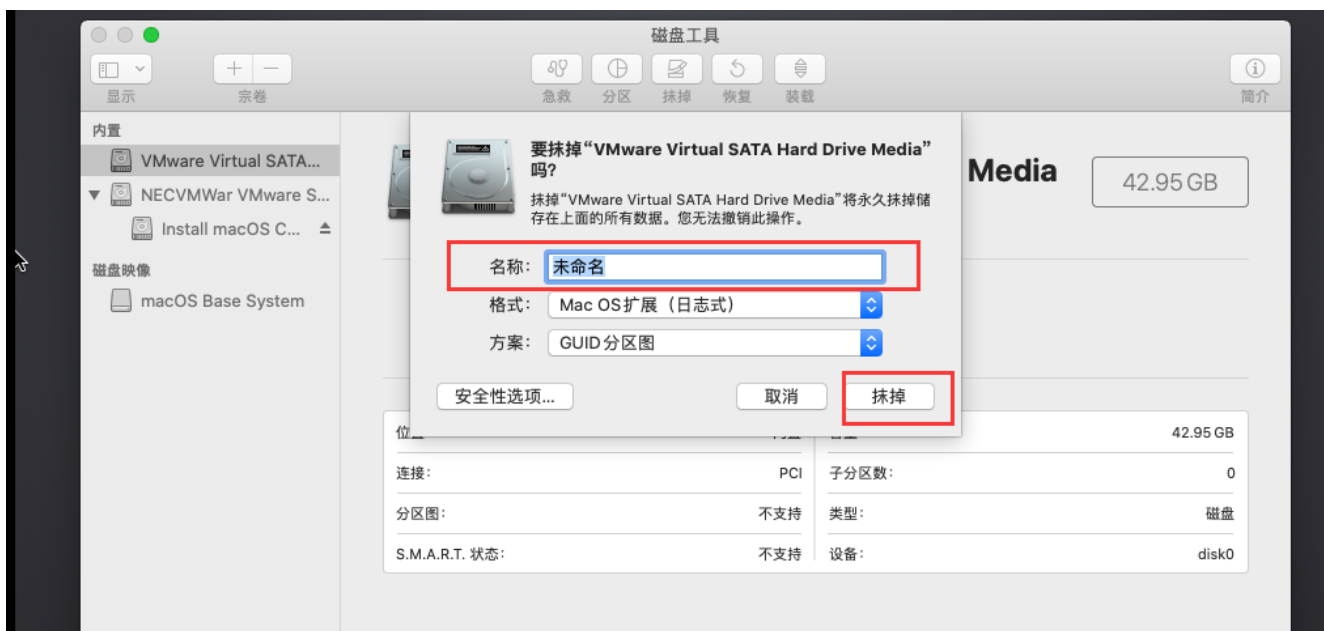 磁盘工具
显示
宗卷
急救
分区
抹掉
恢复
装载
简介
内置
VMware Virtual SATA...
NECVMWar VMware S...
Install macOS C...
磁盘映像
macOS Base System
要抹掉“VMware Virtual SATA Hard Drive Media”
吗?
抹掉“VMware Virtual SATA Hard Drive Media”将永久抹掉储
存在上面的所有数据。您无法撤销此操作。
名称: 未命名
格式: Mac OS扩展（日志式）
方案: GUID分区图
安全性选项...
取消
抹掉
Media
42.95 GB
42.95 GB
连接: PCI
子分区数: 0
分区图: 不支持
类型: 磁盘
S.M.A.R.T. 状态: 不支持
设备: disk0